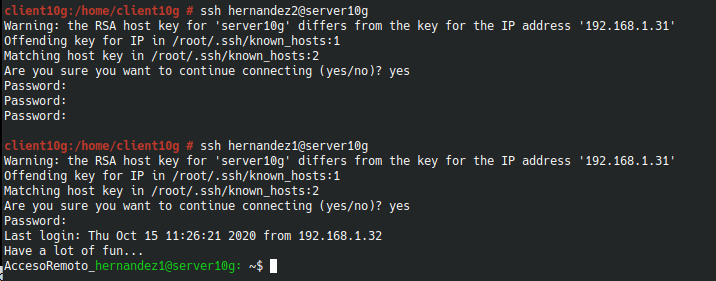 client10g:/home/client10g # ssh hernandez2@server10g
Warning: the RSA host key for 'server10g' differs from the key for the IP address '192.168.1.31'
Offending key for IP in /root/.ssh/known_hosts:1
Matching host key in /root/.ssh/known_hosts:2
Are you sure you want to continue connecting (yes/no)? yes
Password:
Password:
Password:
client10g:/home/client10g # ssh hernandez1@server10g
Warning: the RSA host key for 'server10g' differs from the key for the IP address '192.168.1.31'
Offending key for IP in /root/.ssh/known_hosts:1
Matching host key in /root/.ssh/known_hosts:2
Are you sure you want to continue connecting (yes/no)? yes
Password:
Last login: Thu Oct 15 11:26:21 2020 from 192.168.1.32
Have a lot of fun...
AccesoRemoto_hernandez1@server10g: ~$